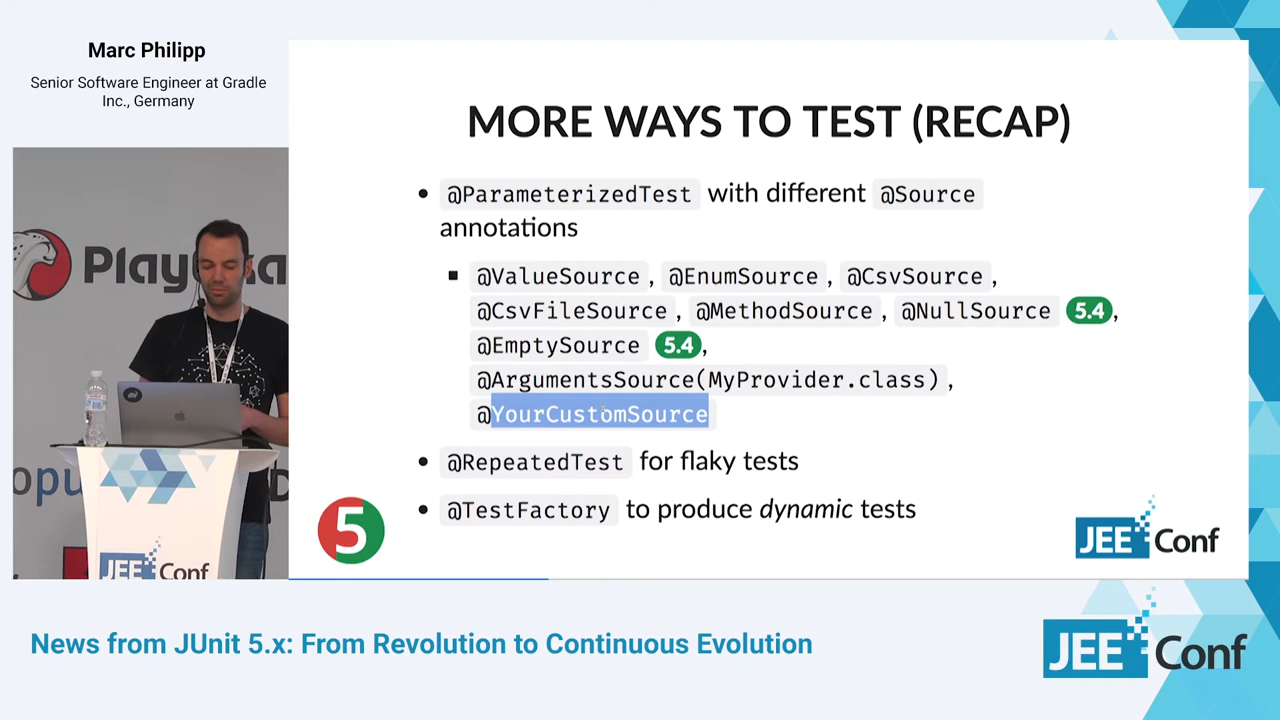 Marc Philipp
Senior Software Engineer at Gradle
Inc., Germany
MORE WAYS TO TEST (RECAP)
• @ParameterizedTest with different @Source
annotations
▪ @ValueSource , @EnumSource , @CsvSource ,
@CsvFileSource , @MethodSource , @NullSource 5.4 ,
@EmptySource 5.4 ,
@ArgumentsSource(MyProvider.class) ,
@YourCustomSource
• @RepeatedTest for flaky tests
• @TestFactory to produce dynamic tests
5
JEE Conf
JEE Conf
News from JUnit 5.x: From Revolution to Continuous Evolution
JEE Conf